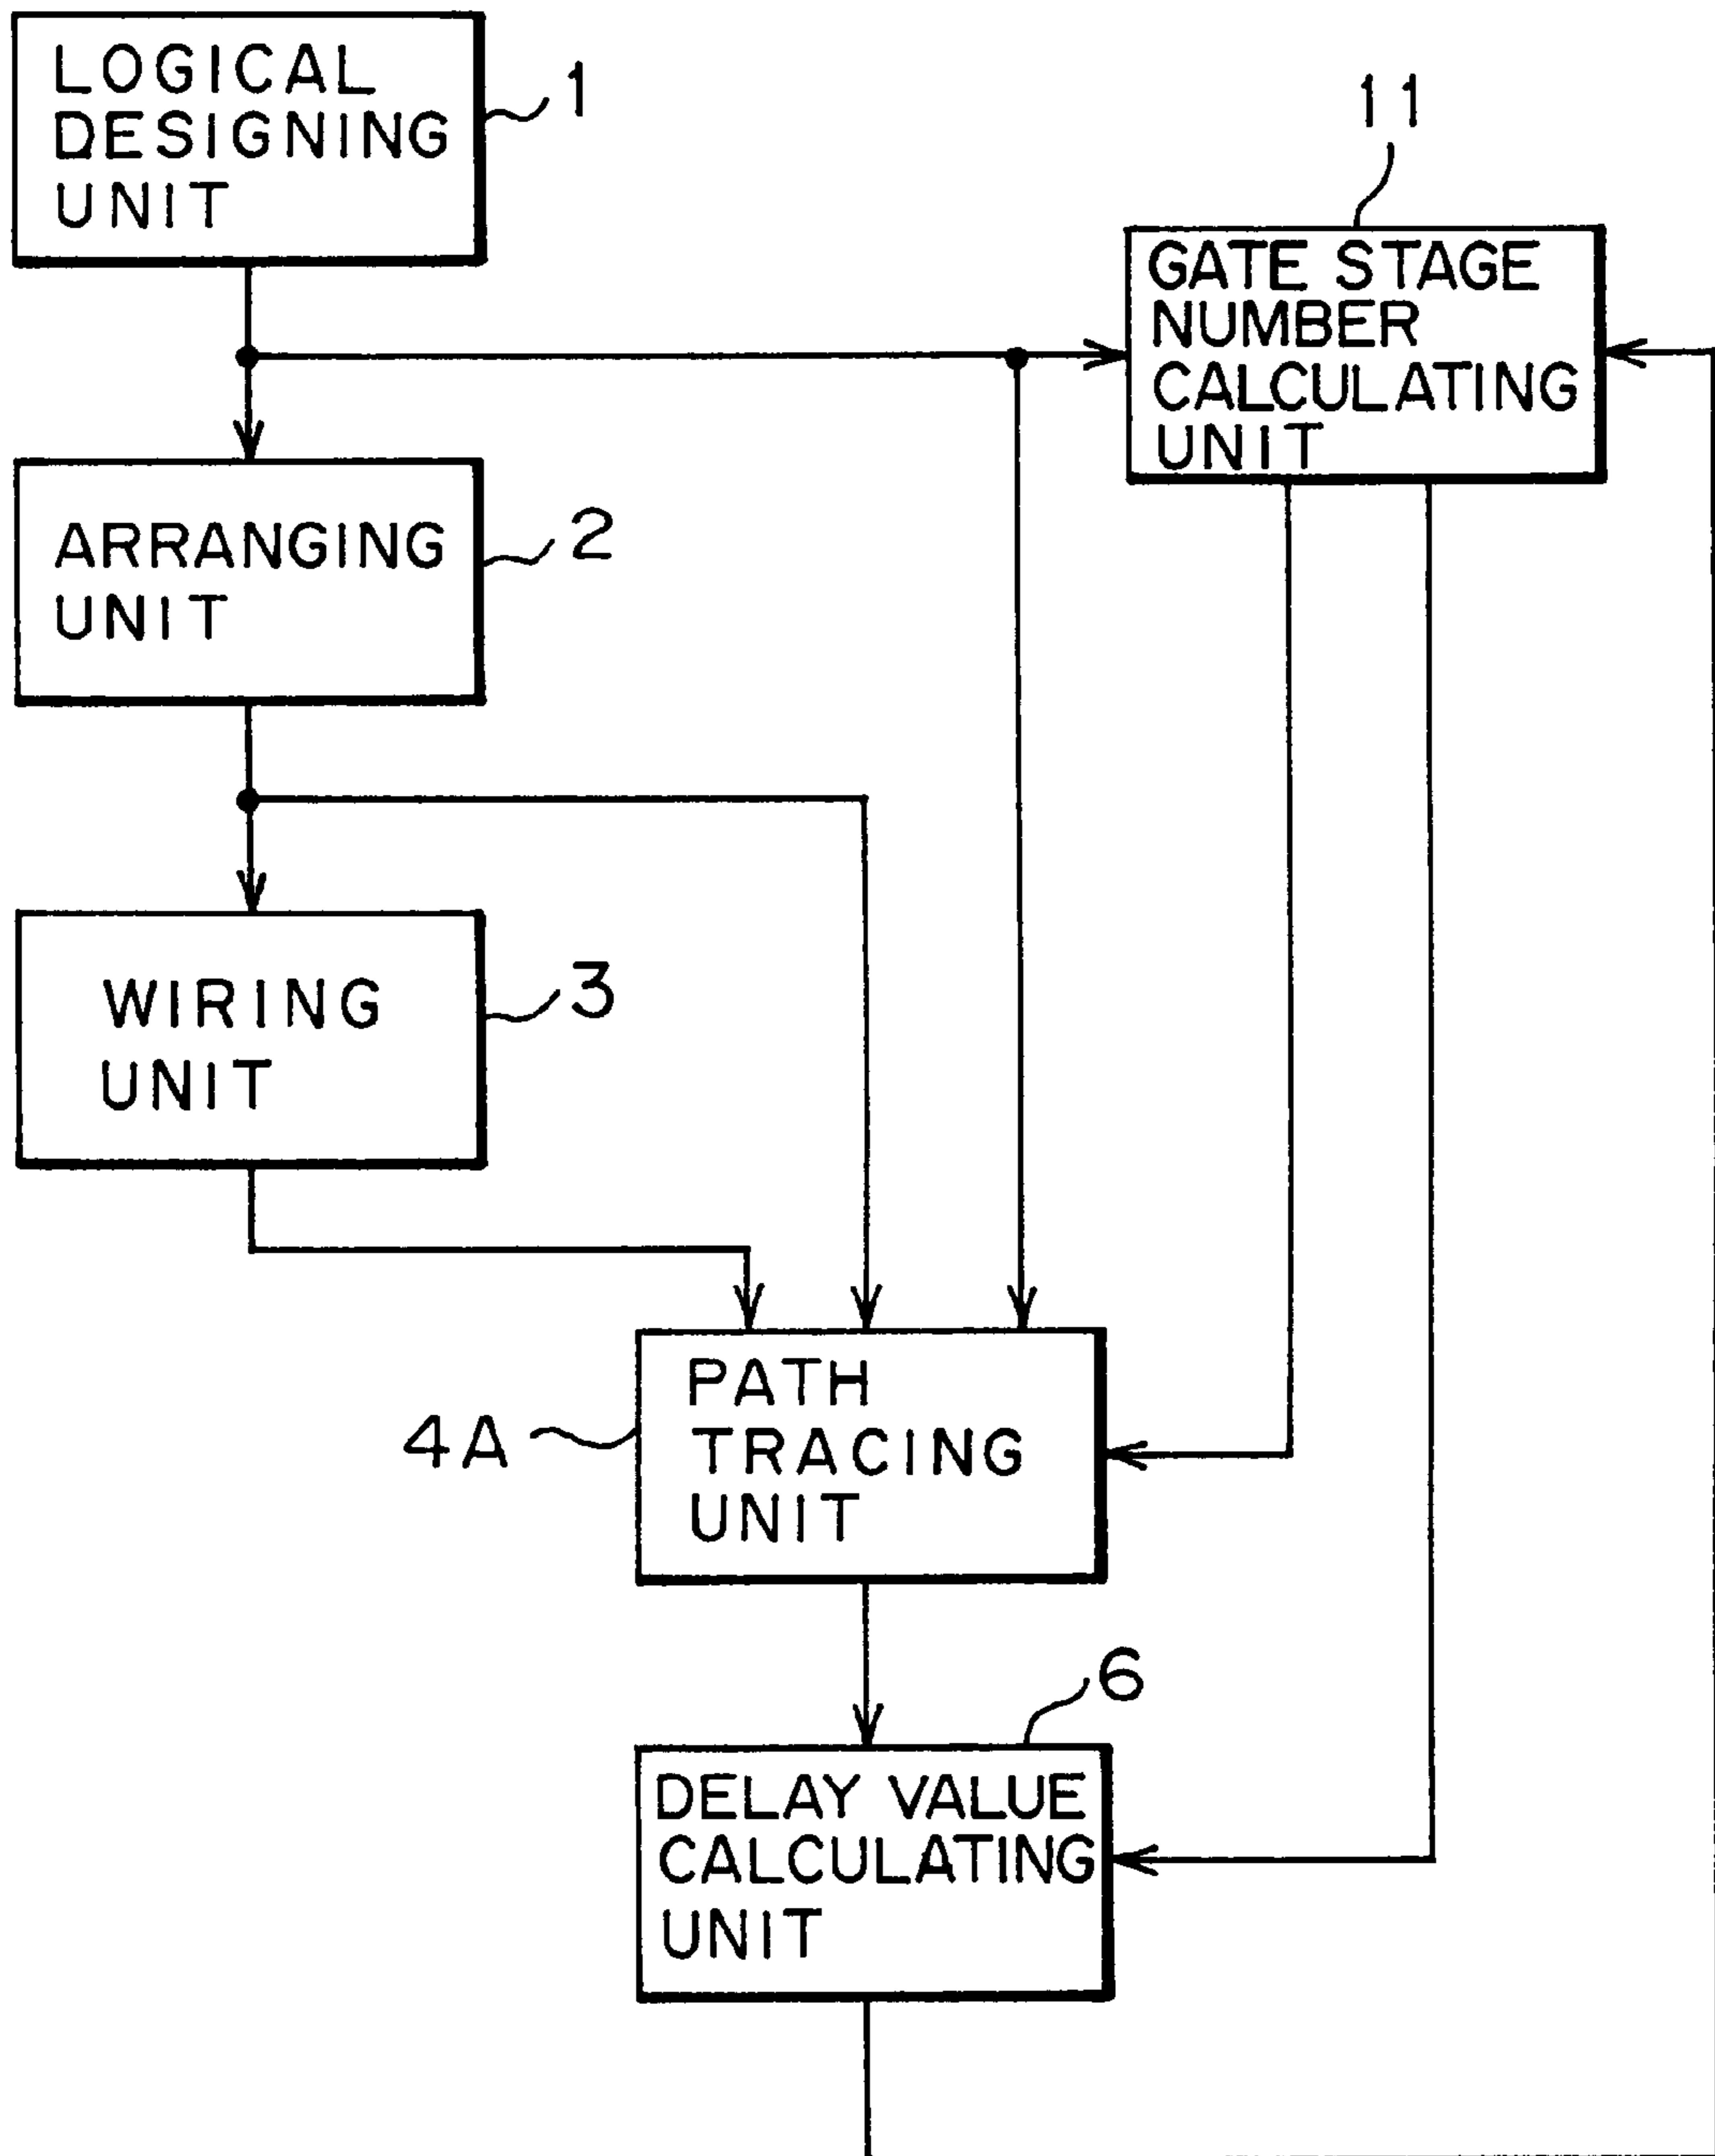 LOGICAL
DESIGNING
UNIT
1
11
GATE STAGE
NUMBER
CALCULATING
UNIT
ARRANGING
UNIT
2
WIRING
UNIT
3
PATH
TRACING
UNIT
4A
6
DELAY VALUE
CALCULATING
UNIT